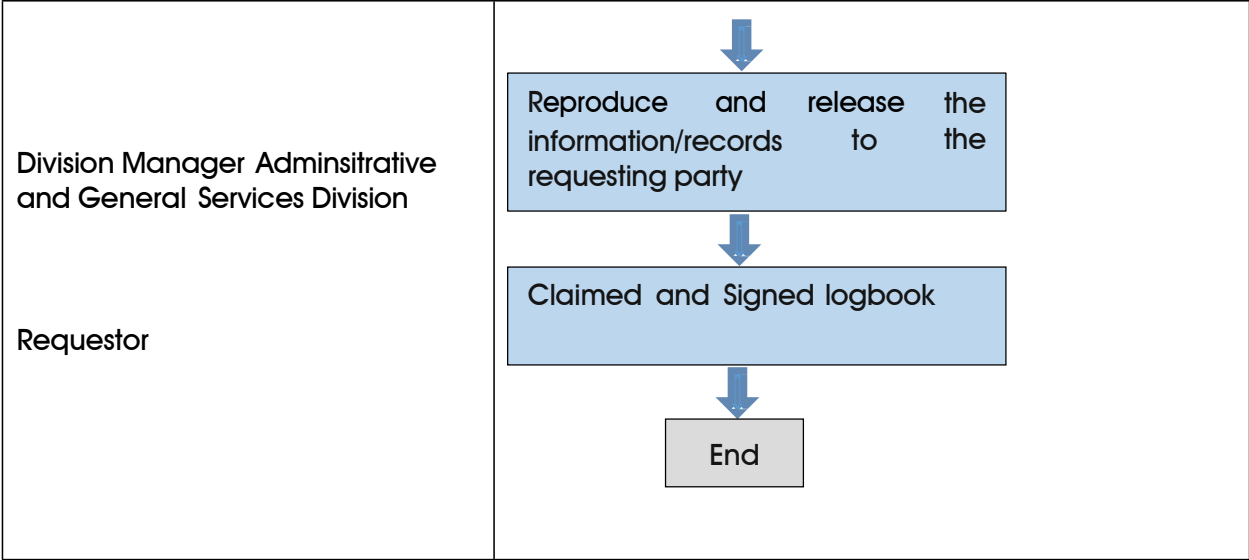 Division Manager Adminsitrative
and General Services Division
Reproduce and release the
information/records to the
requesting party
Requestor
Claimed and Signed logbook
End